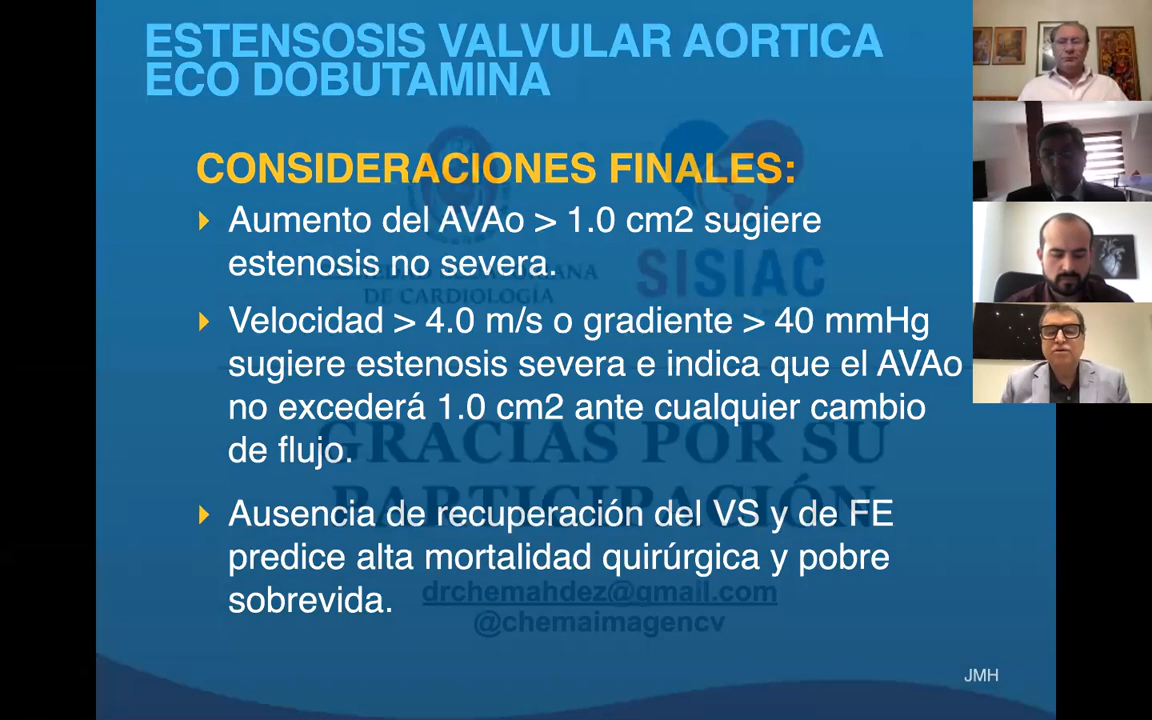 ESTENSOSIS VALVULAR AORTICA
ECO DOBUTAMINA
CONSIDERACIONES FINALES:
Aumento del AVAo > 1.0 cm2 sugiere
estenosis no severa.
SISIAC
DE CARDIOLOGÍA
Velocidad > 4.0 m/s o gradiente > 40 mmHg
sugiere estenosis severa e indica que el AVAo
no excederá 1.0 cm2 ante cualquier cambio
de flujo.
GRACIAS POR SU
PARTICIPACIÓN
Ausencia de recuperación del VS y de FE
predice alta mortalidad quirúrgica y pobre
sobrevida.
drchemahdez@gmail.com
@chemaimagencv
JMH